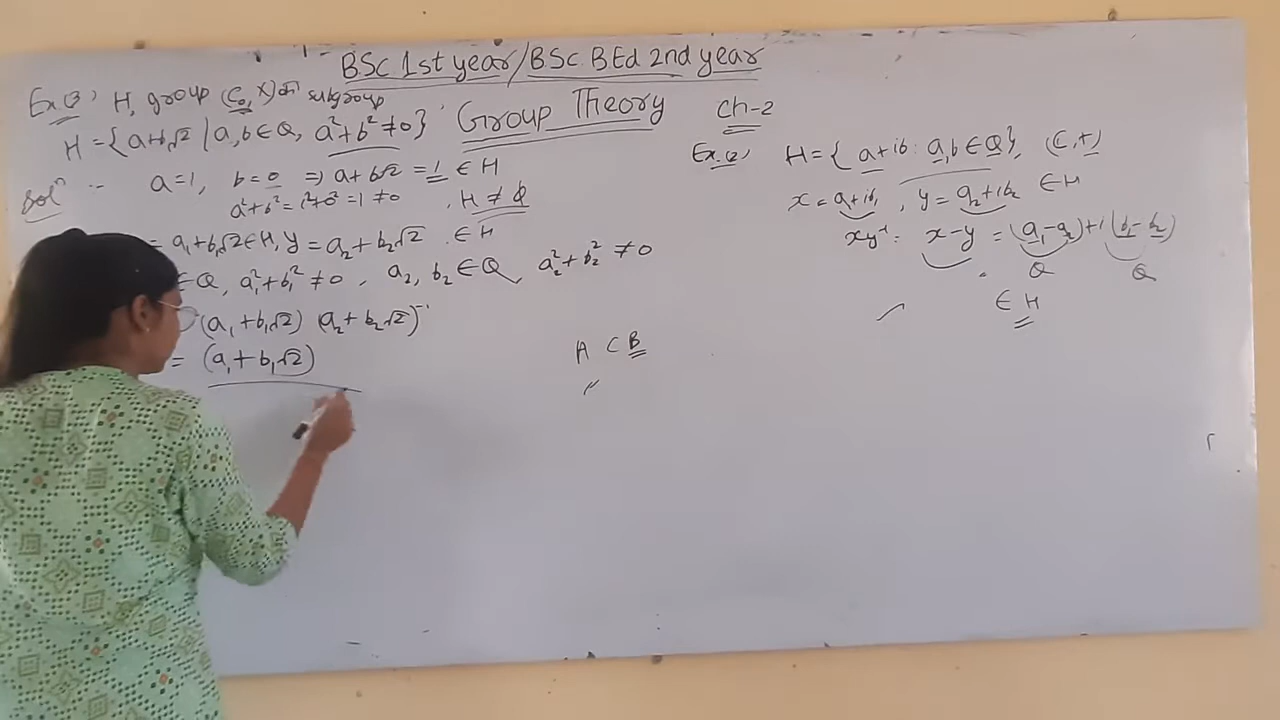 BSc 1st year/BSc BEd 2nd year
Group Theory
Ch-2
Ex.③, H, group (C₀, ×) का subgroup
H = {a+b√2 | a,b ∈ Q, a²+b² ≠ 0}
Solⁿ :- a=1, b=0 ⇒ a+b√2 = 1 ∈ H
a²+b² = 1²+0² = 1 ≠ 0, H ≠ ϕ
= a₁+b₁√2 ∈ H, y = a₂+b₂√2 ∈ H
∈ Q, a₁²+b₁² ≠ 0, a₂, b₂ ∈ Q, a₂²+b₂² ≠ 0
(a₁+b₁√2) (a₂+b₂√2)⁻¹
= (a₁+b₁√2)
A ⊂ B
Ex.②, H = {a+ib : a,b ∈ Q}, (C,+)
x = a₁+ib₁, y = a₂+ib₂ ∈ H
xy⁻¹ = x-y = (a₁-a₂)+i(b₁-b₂)
Q Q
∈ H